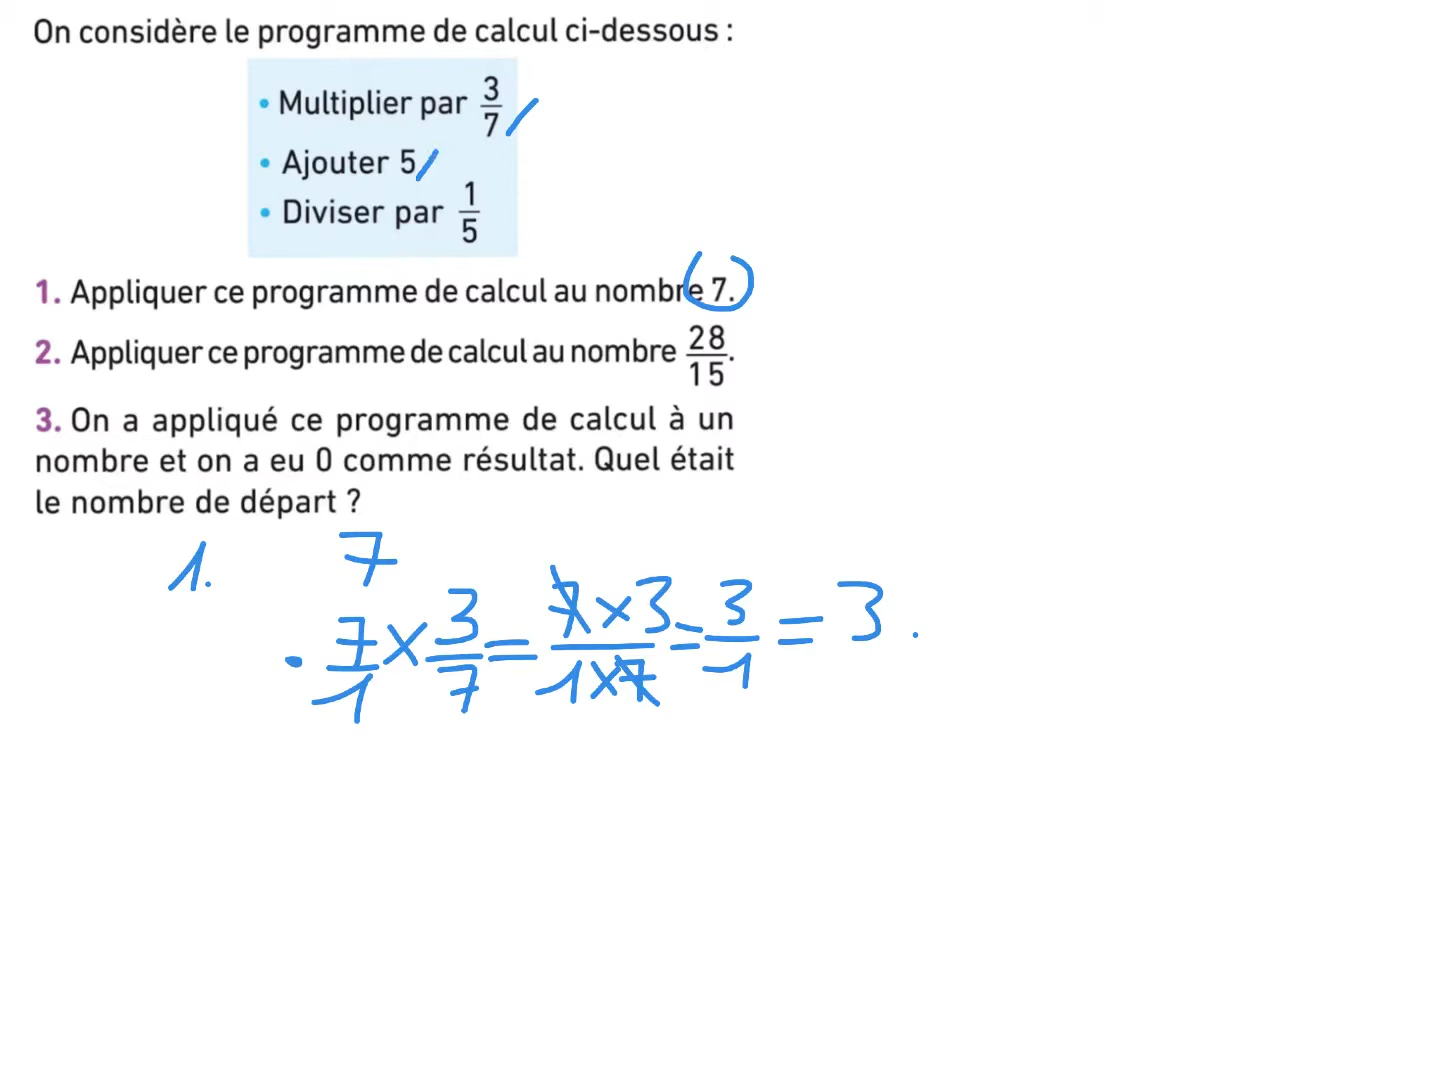 On considère le programme de calcul ci-dessous :
• Multiplier par 3/7
• Ajouter 5
• Diviser par 1/5
1. Appliquer ce programme de calcul au nombre 7.
2. Appliquer ce programme de calcul au nombre 28/15.
3. On a appliqué ce programme de calcul à un
nombre et on a eu 0 comme résultat. Quel était
le nombre de départ ?
1. 7
• 7/1 × 3/7 = 7 × 3 / 1 × 7 = 3/1 = 3.